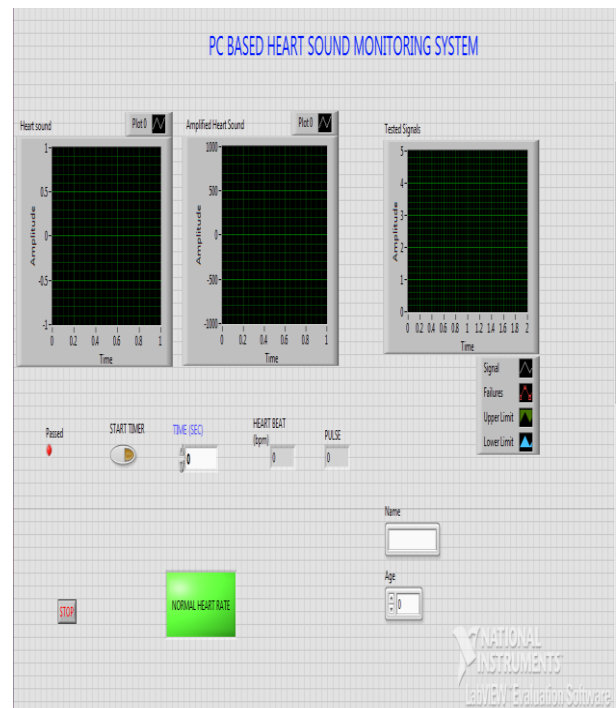 PC BASED HEART SOUND MONITORING SYSTEM
Heart sound
Plot 0
Amplitude
1
0.5
0
-0.5
-1
0 0.2 0.4 0.6 0.8 1
Time
Amplified Heart Sound
Plot 0
Amplitude
1000
500
0
-500
-1000
0 0.2 0.4 0.6 0.8 1
Time
Tested Signals
Amplitude
5
4
3
2
1
0
0 0.2 0.4 0.6 0.8 1 1.2 1.4 1.6 1.8 2
Time
Signal
Failures
Upper Limit
Lower Limit
Passed
START TIMER
TIME (SEC)
0
HEART BEAT
(bpm)
0
PULSE
0
Name
Age
0
STOP
NORMAL HEART RATE
NATIONAL
INSTRUMENTS
LabVIEW Evaluation Software